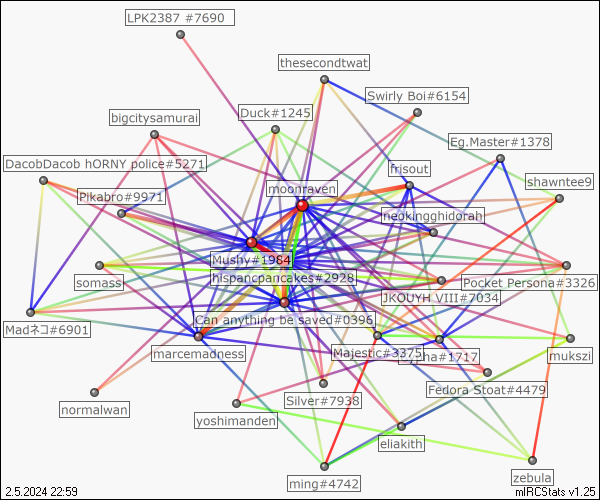 LPK2387 #7690
thesecondtwat
Swirly Boi#6154
Duck#1245
bigcitysamurai
Eg.Master#1378
DacobDacob hORNY police#5271
frisout
shawntee9
moonraven
Pikabro#9971
neokingghidorah
Mushy#1984
somass
hispancpancakes#2928
Pocket Persona#3326
JKOUYH VIII#7034
Can anything be saved#0396
Madネコ#6901
marcemadness
Majestic#3375
#1717
mukszi
Fedora Stoat#4479
Silver#7938
normalwan
yoshimanden
eliakith
zebula
ming#4742
2.5.2024 22:59
mIRCStats v1.25